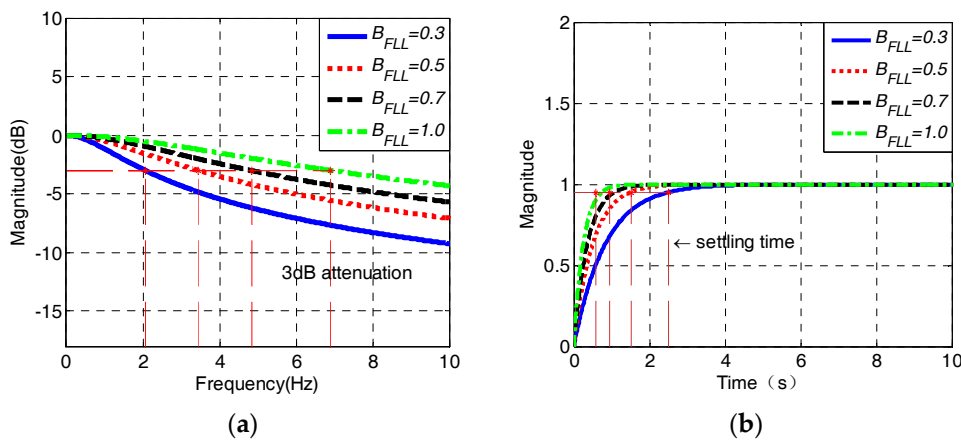 10
5
0
-5
-10
-15
Magnitude(dB)
0 2 4 6 8 10
Frequency(Hz)
B_FLL=0.3
B_FLL=0.5
B_FLL=0.7
B_FLL=1.0
3dB attenuation
(a)
2
1.5
1
0.5
0
Magnitude
0 2 4 6 8 10
Time (s)
B_FLL=0.3
B_FLL=0.5
B_FLL=0.7
B_FLL=1.0
← settling time
(b)